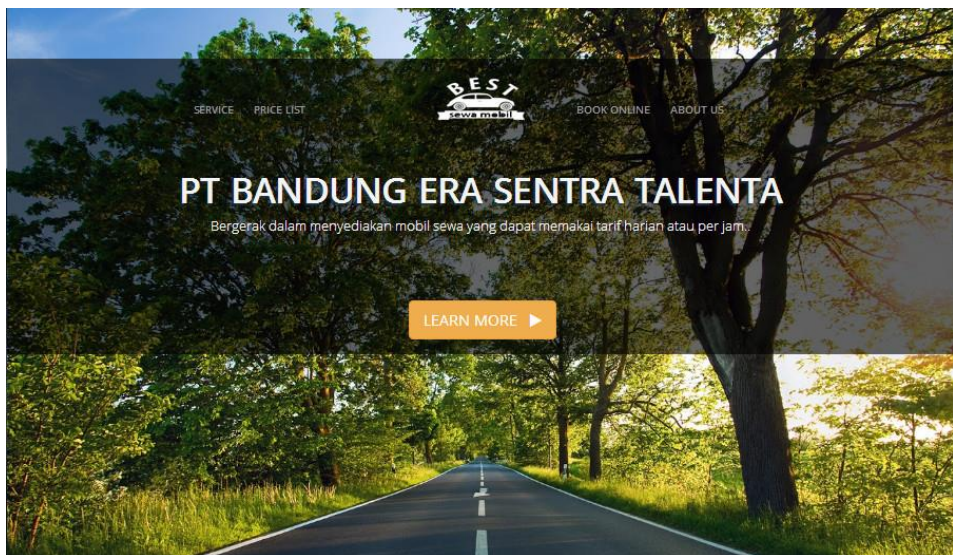 BEST
sewa mobil
SERVICE PRICE LIST BOOK ONLINE ABOUT US
PT BANDUNG ERA SENTRA TALENTA
Bergerak dalam menyediakan mobil sewa yang dapat memakai tarif harian atau per jam..
LEARN MORE